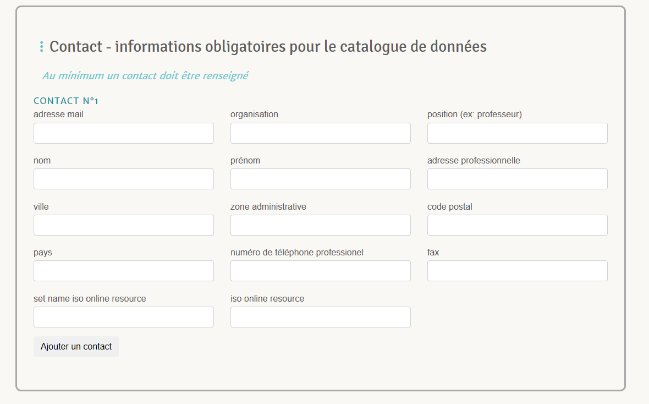 Contact - informations obligatoires pour le catalogue de données
Au minimum un contact doit être renseigné
CONTACT N°1
adresse mail organisation position (ex: professeur)
nom prénom adresse professionnelle
ville zone administrative code postal
pays numéro de téléphone professionel fax
set name iso online resource iso online resource
Ajouter un contact